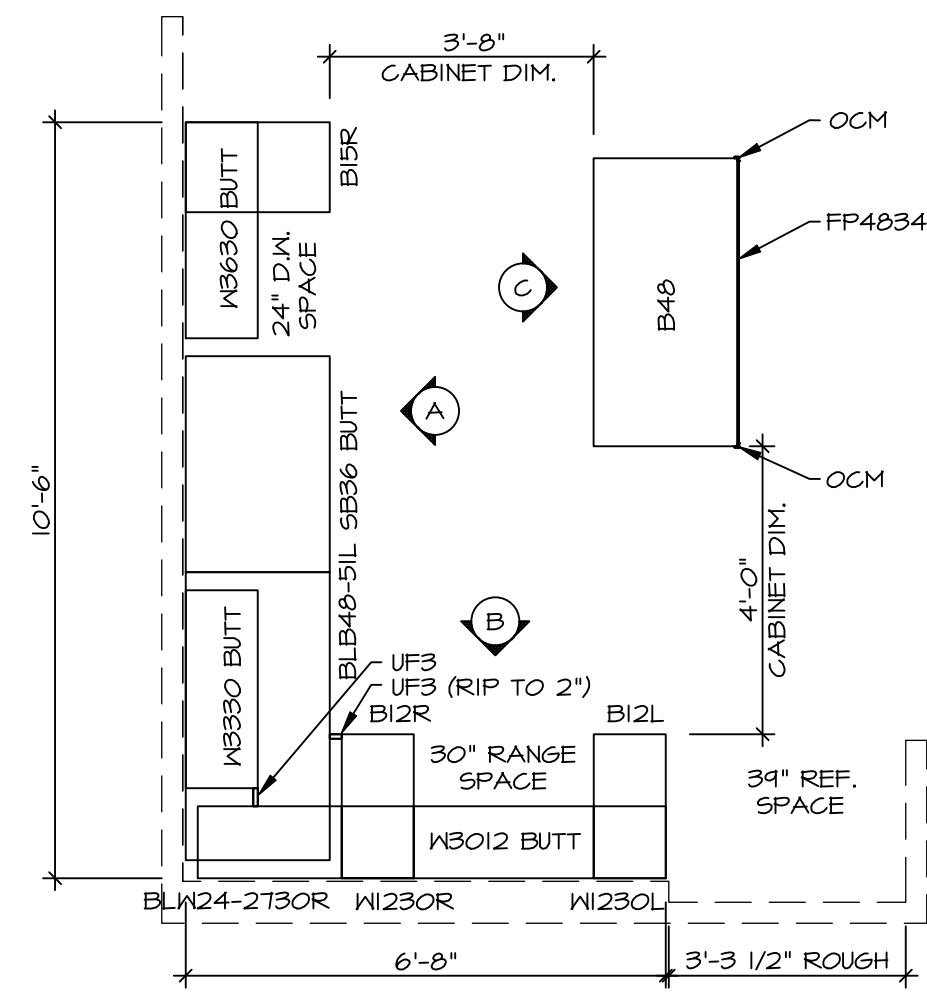 3'-8"
CABINET DIM.
OCM
B15R
W3630 BUTT
24" D.W.
SPACE
FP4834
C
B48
A
OCM
10'-6"
BLB48-51L SB36 BUTT
4'-0"
CABINET DIM.
B
W3330 BUTT
UF3
UF3 (RIP TO 2")
B12R
B12L
30" RANGE
SPACE
39" REF.
SPACE
W3012 BUTT
BLW24-2730R
W1230R
W1230L
6'-8"
3'-3 1/2" ROUGH